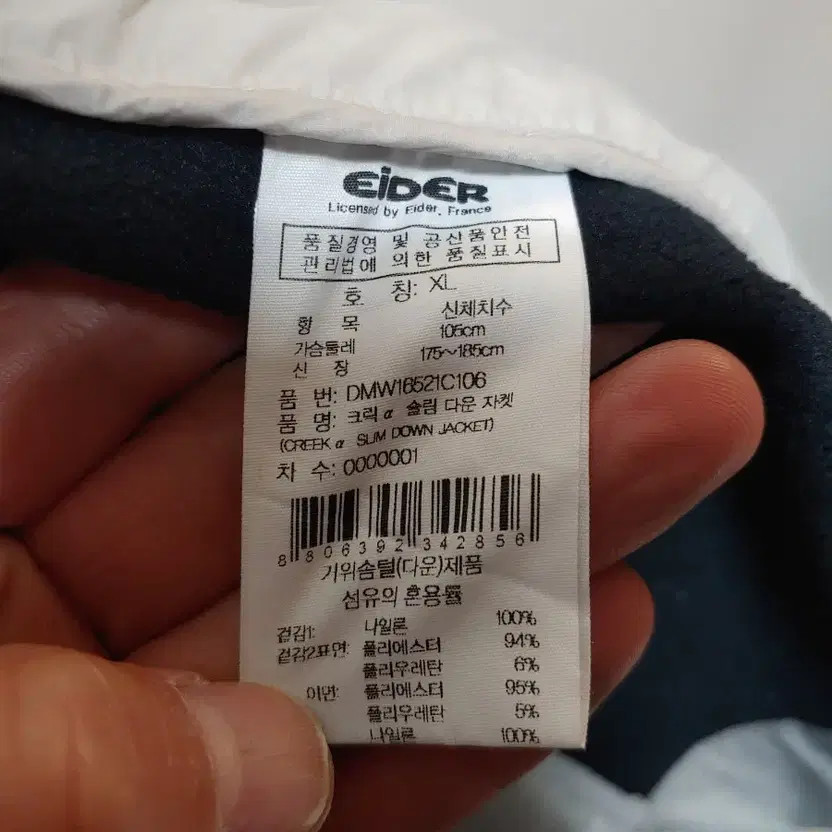 EiDER
Licensed by Eider, France
품질경영 및 공산품안전
관리법에 의한 품질표시
호 칭: XL
항 목 신체치수
가슴둘레 105cm
신 장 175~185cm
품 번: DMW16521C106
품 명: 크릭 α 슬림 다운 자켓
(CREEK α SLIM DOWN JACKET)
차 수: 0000001
8 806392 342856
거위솜털(다운)제품
섬유의 혼용률
겉감1: 나일론 100%
겉감2표면: 폴리에스터 94%
폴리우레탄 6%
이면: 폴리에스터 95%
폴리우레탄 5%
나일론 100%